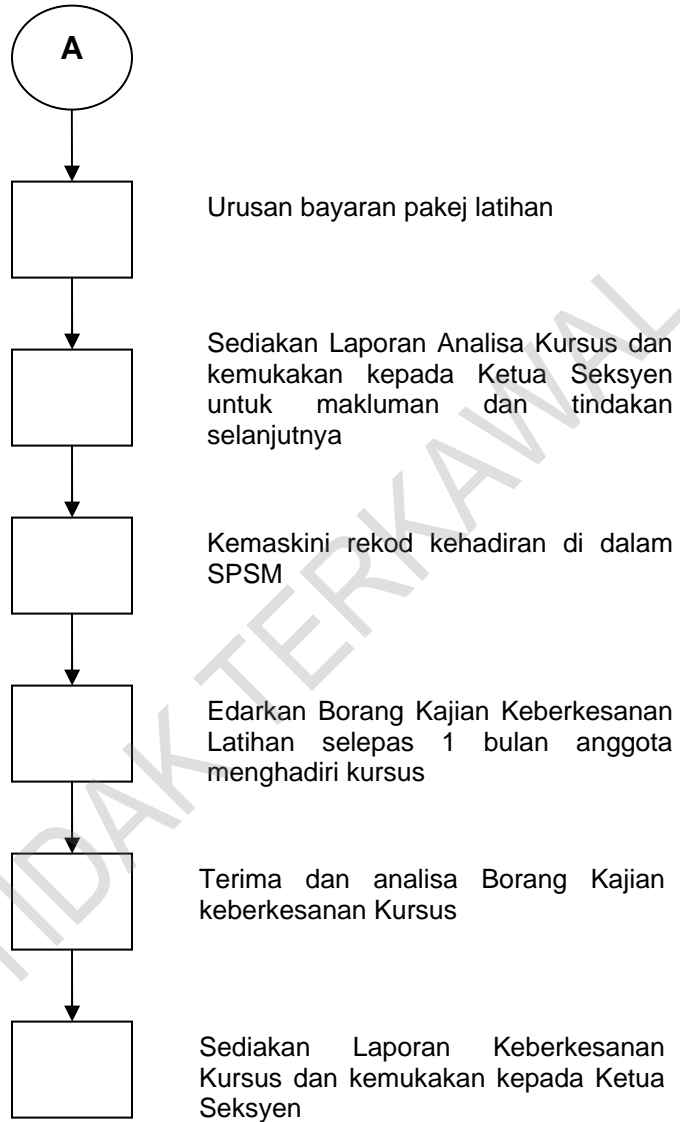 A
Urusan bayaran pakej latihan
Sediakan Laporan Analisa Kursus dan
kemukakan kepada Ketua Seksyen
untuk makluman dan tindakan
selanjutnya
Kemaskini rekod kehadiran di dalam
SPSM
Edarkan Borang Kajian Keberkesanan
Latihan selepas 1 bulan anggota
menghadiri kursus
Terima dan analisa Borang Kajian
keberkesanan Kursus
Sediakan Laporan Keberkesanan
Kursus dan kemukakan kepada Ketua
Seksyen
TIDAK TERKAWAL